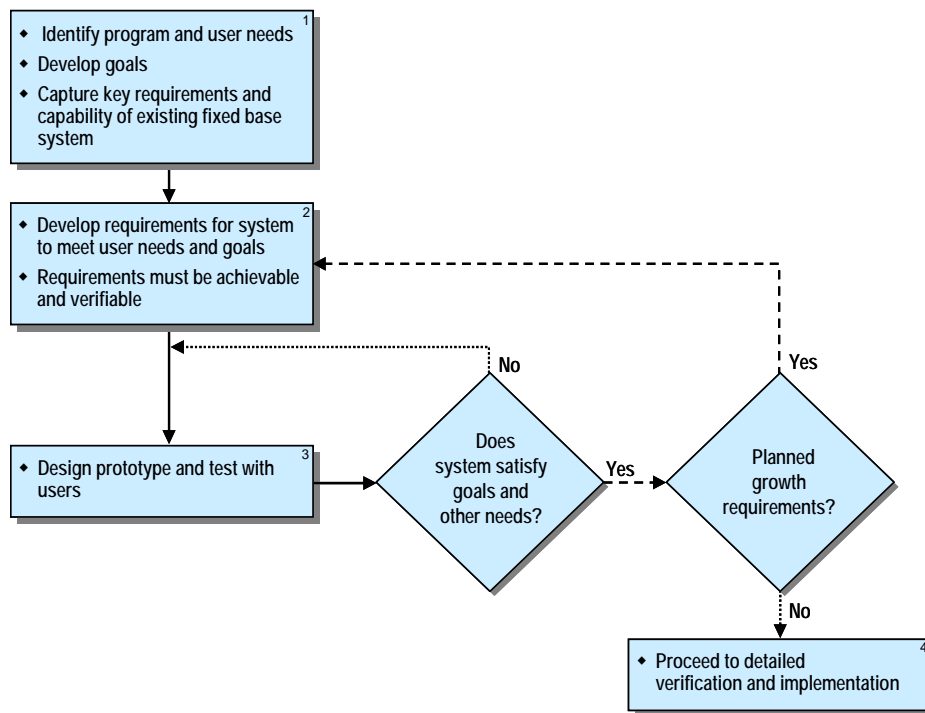 1
◆ Identify program and user needs
◆ Develop goals
◆ Capture key requirements and
capability of existing fixed base
system
2
◆ Develop requirements for system
to meet user needs and goals
◆ Requirements must be achievable
and verifiable
No
Yes
3
◆ Design prototype and test with
users
Does
system satisfy
goals and
other needs?
Yes
Planned
growth
requirements?
No
4
◆ Proceed to detailed
verification and implementation